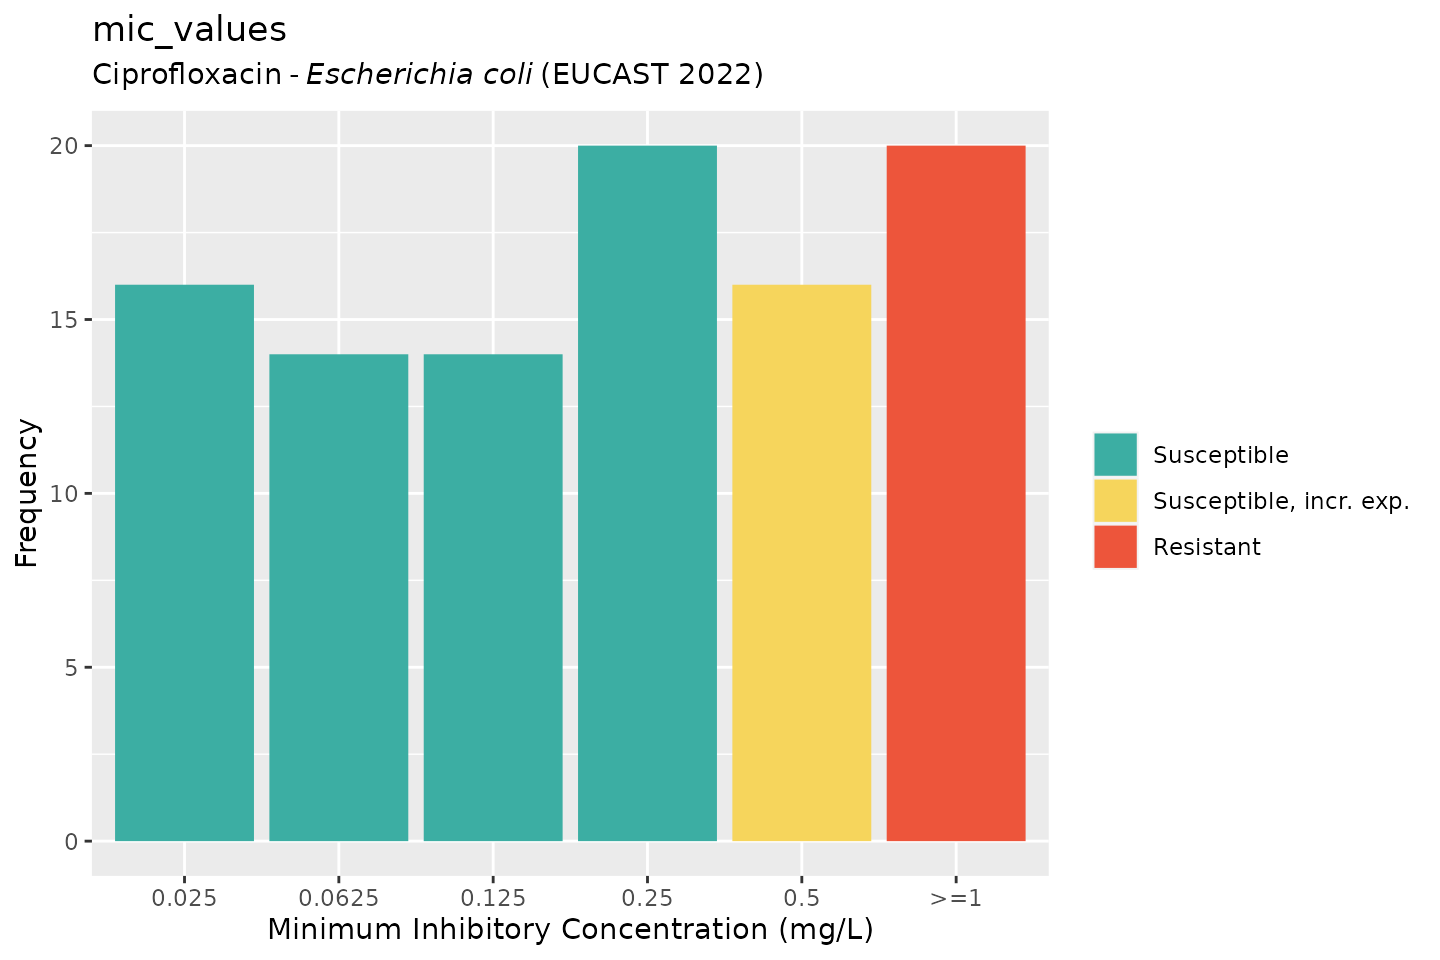 mic_values
Ciprofloxacin - Escherichia coli (EUCAST 2022)
Frequency
20
15
10
5
0
0.025 0.0625 0.125 0.25 0.5 >=1
Minimum Inhibitory Concentration (mg/L)
Susceptible
Susceptible, incr. exp.
Resistant